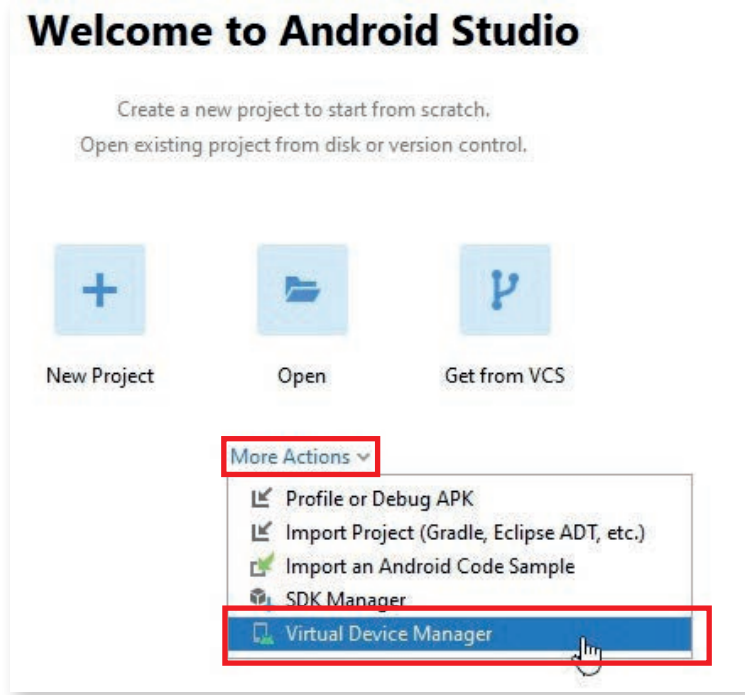 Welcome to Android Studio
Create a new project to start from scratch.
Open existing project from disk or version control.
New Project
Open
Get from VCS
More Actions
Profile or Debug APK
Import Project (Gradle, Eclipse ADT, etc.)
Import an Android Code Sample
SDK Manager
Virtual Device Manager